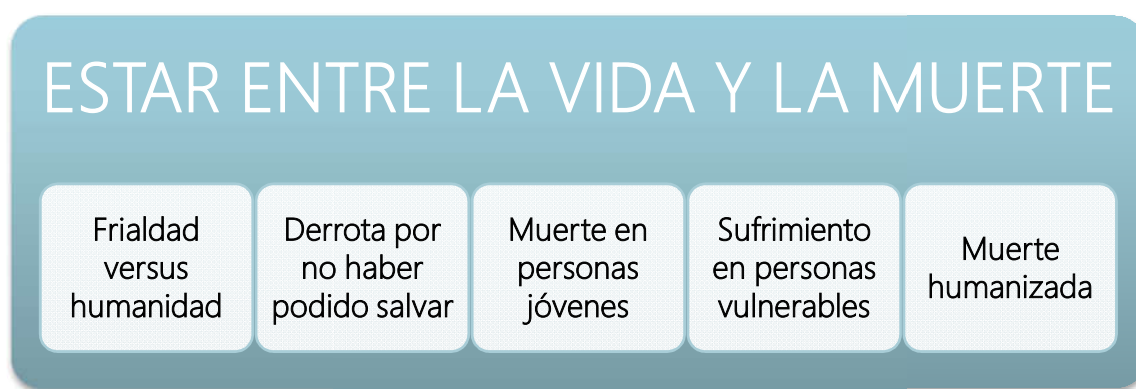 ESTAR ENTRE LA VIDA Y LA MUERTE
Frialdad
versus
humanidad
Derrota por
no haber
podido salvar
Muerte en
personas
jóvenes
Sufrimiento
en personas
vulnerables
Muerte
humanizada